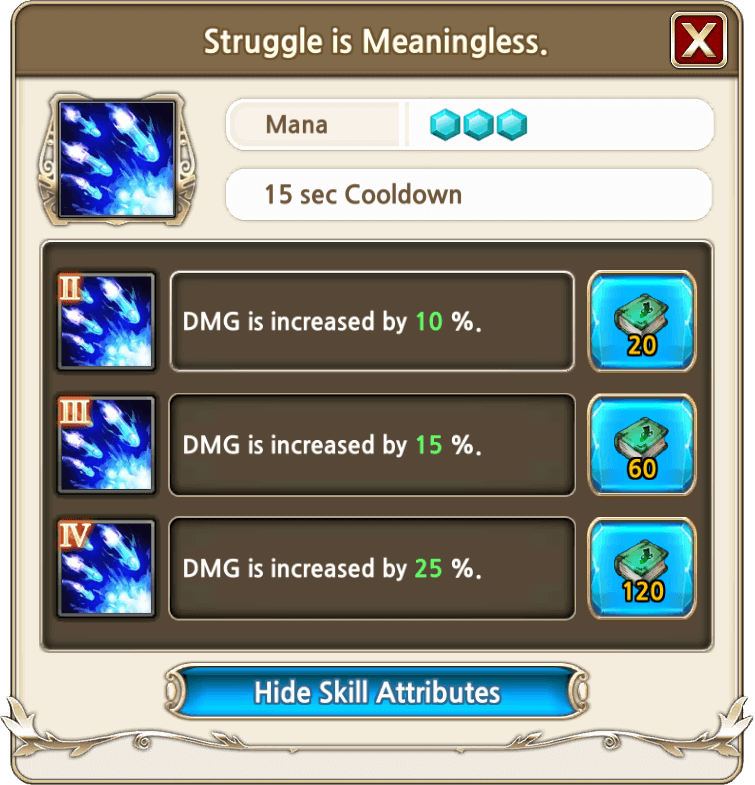 Struggle is Meaningless.
X
Mana
15 sec Cooldown
II
DMG is increased by 10 %.
20
III
DMG is increased by 15 %.
60
IV
DMG is increased by 25 %.
120
Hide Skill Attributes